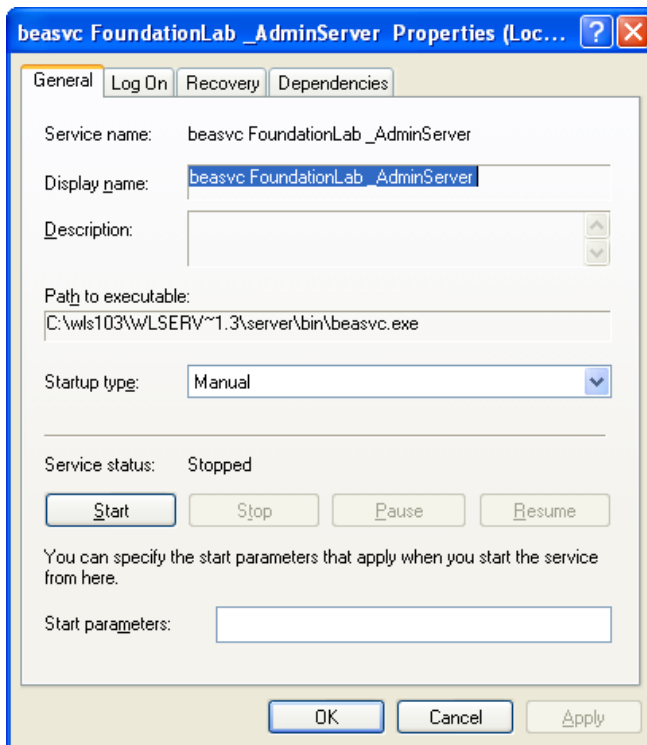 beasvc FoundationLab _AdminServer Properties (Loc...
General Log On Recovery Dependencies
Service name: beasvc FoundationLab _AdminServer
Display name: beasvc FoundationLab _AdminServer
Description:
Path to executable:
C:\wls103\WLSERV~1.3\server\bin\beasvc.exe
Startup type: Manual
Service status: Stopped
Start Stop Pause Resume
You can specify the start parameters that apply when you start the service
from here.
Start parameters:
OK Cancel Apply